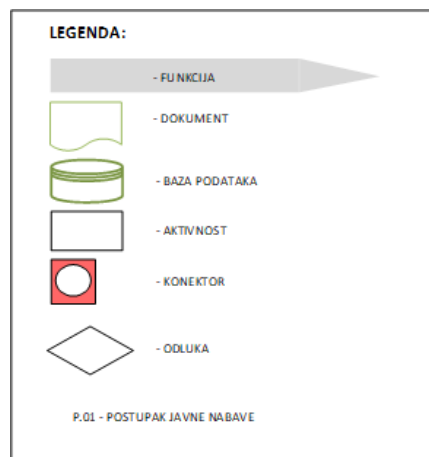 LEGENDA:
- FUNKCIJA
- DOKUMENT
- BAZA PODATAKA
- AKTIVNOST
- KONEKTOR
- ODLUKA
P.01 - POSTUPAK JAVNE NABAVE